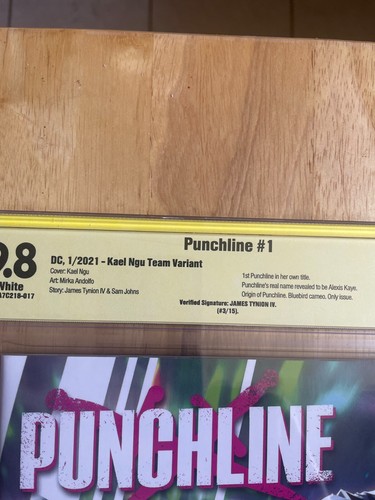 Punchline #1
9.8
White
A7C218-017
DC, 1/2021 - Kael Ngu Team Variant
Cover: Kael Ngu
Art: Mirka Andolfo
Story: James Tynion IV & Sam Johns
1st Punchline in her own title.
Punchline's real name revealed to be Alexis Kaye.
Origin of Punchline. Bluebird cameo. Only issue.
Verified Signature: JAMES TYNION IV.
(#3/15).
PUNCHLINE